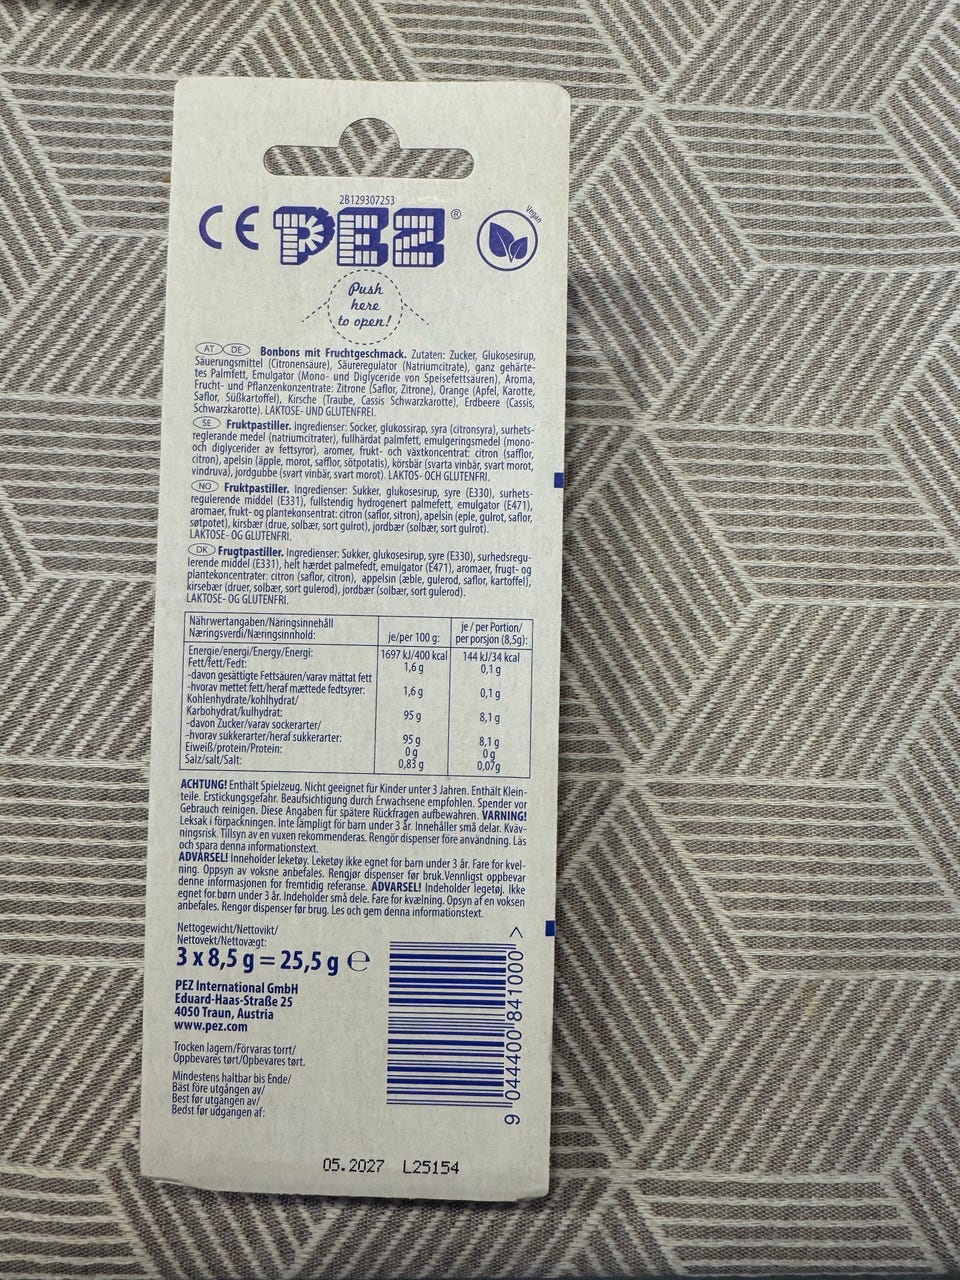 2B129307253
CE PEZ® Vegan
Push
here
to open!
AT DE Bonbons mit Fruchtgeschmack. Zutaten: Zucker, Glukosesirup,
Säuerungsmittel (Citronensäure), Säureregulator (Natriumcitrate), ganz gehärte-
tes Palmfett, Emulgator (Mono- und Diglyceride von Speisefettsäuren), Aroma,
Frucht- und Pflanzenkonzentrate: Zitrone (Saflor, Zitrone), Orange (Apfel, Karotte,
Saflor, Süßkartoffel), Kirsche (Traube, Cassis Schwarzkarotte), Erdbeere (Cassis,
Schwarzkarotte). LAKTOSE- UND GLUTENFREI.
SE Fruktpastiller. Ingredienser: Socker, glukossirap, syra (citronsyra), surhets-
reglerande medel (natriumcitrater), fullhärdat palmfett, emulgeringsmedel (mono-
och diglycerider av fettsyror), aromer, frukt- och växtkoncentrat: citron (safflor,
citron), apelsin (äpple, morot, safflor, sötpotatis), körsbär (svarta vinbär, svart morot,
vindruva), jordgubbe (svart vinbär, svart morot). LAKTOS- OCH GLUTENFRI.
NO Fruktpastiller. Ingredienser: Sukker, glukosesirup, syre (E330), surhets-
regulerende middel (E331), fullstendig hydrogenert palmefett, emulgator (E471),
aromaer, frukt- og plantekonsentrat: citron (saflor, sitron), apelsin (eple, gulrot, saflor,
søtpotet), kirsbær (drue, solbær, sort gulrot), jordbær (solbær, sort gulrot).
LAKTOSE- OG GLUTENFRI.
DK Frugtpastiller. Ingredienser: Sukker, glukosesirup, syre (E330), surhedsregu-
lerende middel (E331), helt hærdet palmefedt, emulgator (E471), aromaer, frugt- og
plantekoncentrater: citron (saflor, citron), appelsin (æble, gulerod, saflor, kartoffel),
kirsebær (druer, solbær, sort gulerod), jordbær (solbær, sort gulerod).
LAKTOSE- OG GLUTENFRI.
Nährwertangaben/Näringsinnehåll
Næringsverdi/Næringsinnhold: je/per 100 g: je / per Portion/
per porsjon (8,5g):
Energie/energi/Energy/Energi: 1697 kJ/400 kcal 144 kJ/34 kcal
Fett/fett/Fedt: 1,6 g 0,1 g
-davon gesättigte Fettsäuren/varav mättat fett
-hvorav mettet fett/heraf mættede fedtsyrer: 1,6 g 0,1 g
Kohlenhydrate/kohlhydrat/
Karbohydrat/kulhydrat: 95 g 8,1 g
-davon Zucker/varav sockerarter/
-hvorav sukkerarter/heraf sukkerarter: 95 g 8,1 g
Eiweiß/protein/Protein: 0 g 0 g
Salz/salt/Salt: 0,83 g 0,07g
ACHTUNG! Enthält Spielzeug. Nicht geeignet für Kinder unter 3 Jahren. Enthält Klein-
teile. Erstickungsgefahr. Beaufsichtigung durch Erwachsene empfohlen. Spender vor
Gebrauch reinigen. Diese Angaben für spätere Rückfragen aufbewahren. VARNING!
Leksak i förpackningen. Inte lämpligt för barn under 3 år. Innehåller små delar. Kväv-
ningsrisk. Tillsyn av en vuxen rekommenderas. Rengör dispenser före användning. Läs
och spara denna informationstext.
ADVARSEL! Inneholder leketøy. Leketøy ikke egnet for barn under 3 år. Fare for kvel-
ning. Oppsyn av voksne anbefales. Rengjør dispenser før bruk.Vennligst oppbevar
denne informasjonen for fremtidig referanse. ADVARSEL! Indeholder legetøj. Ikke
egnet for børn under 3 år. Indeholder små dele. Fare for kvælning. Opsyn af en voksen
anbefales. Rengør dispenser før brug. Les och gem denna informationstext.
Nettogewicht/Nettovikt/
Nettovekt/Nettovægt:
3 x 8,5 g = 25,5 g ℮
PEZ International GmbH
Eduard-Haas-Straße 25
4050 Traun, Austria
www.pez.com
Trocken lagern/Förvaras torrt/
Oppbevares tørt/Opbevares tørt.
Mindestens haltbar bis Ende/
Bäst före utgången av/
Best før utgangen av/
Bedst før udgangen af:
9 044400 841000 >
05.2027 L25154